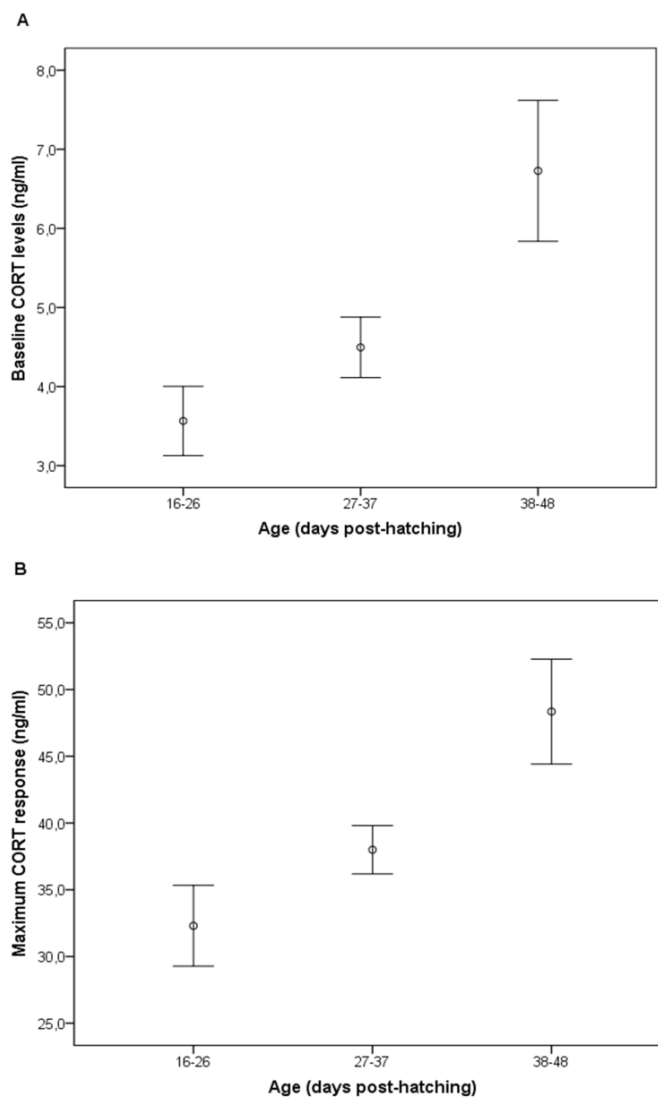 A
Baseline CORT levels (ng/ml)
8,0
7,0
6,0
5,0
4,0
3,0
16-26 27-37 38-48
Age (days post-hatching)
B
Maximum CORT response (ng/ml)
55,0
50,0
45,0
40,0
35,0
30,0
25,0
16-26 27-37 38-48
Age (days post-hatching)